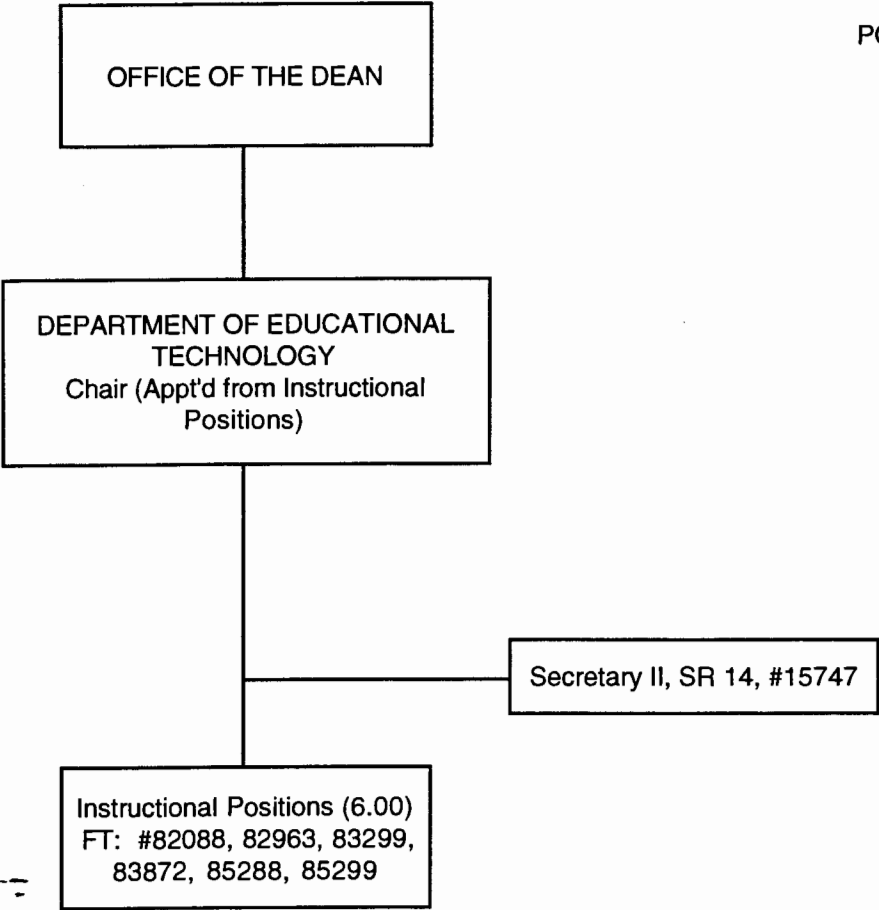 OFFICE OF THE DEAN
DEPARTMENT OF EDUCATIONAL
TECHNOLOGY
Chair (Appt'd from Instructional
Positions)
Secretary II, SR 14, #15747
Instructional Positions (6.00)
FT: #82088, 82963, 83299,
83872, 85288, 85299